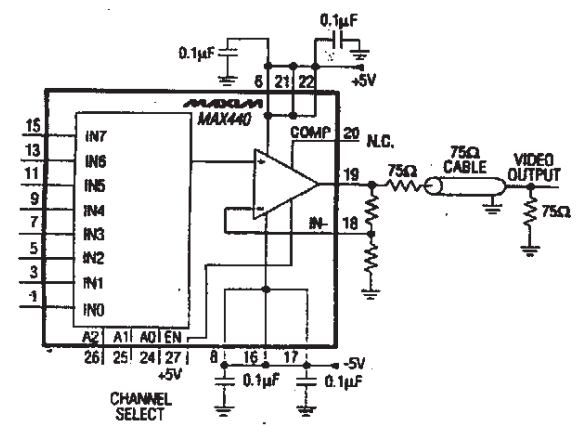 0.1µF
0.1µF
6 21 22
+5V
MAXIM
MAX440
COMP 20 N.C.
15 IN7
13 IN6
11 IN5
9 IN4
7 IN3
5 IN2
3 IN1
1 IN0
+
-
19
75Ω
75Ω
CABLE
VIDEO
OUTPUT
75Ω
IN- 18
A2 A1 A0 EN
26 25 24 27 8 16 17
+5V
-5V
0.1µF
0.1µF
CHANNEL
SELECT